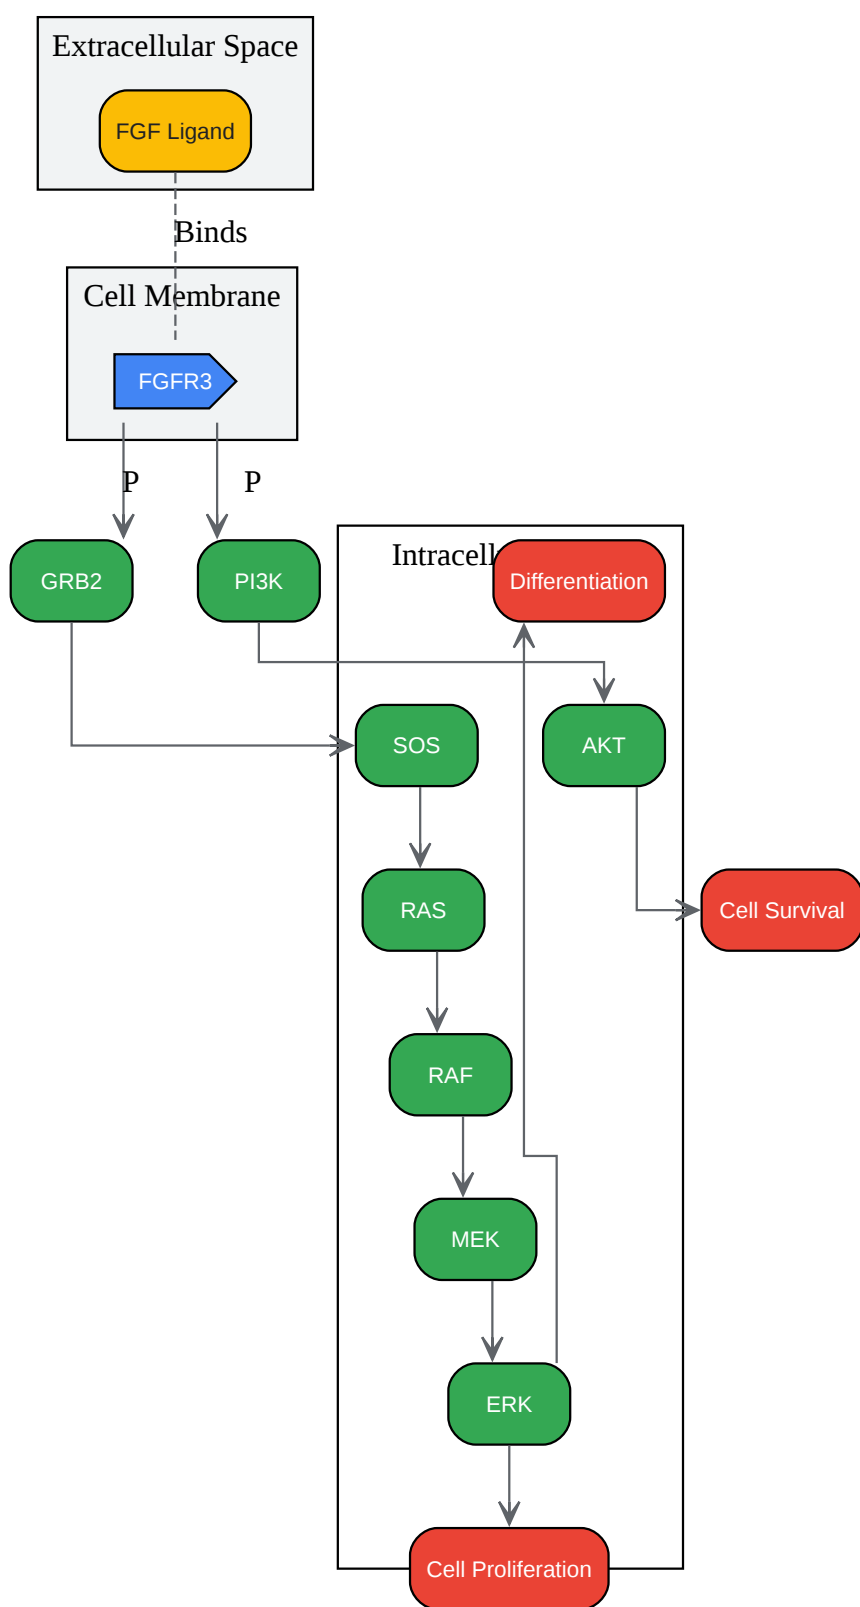 Extracellular Space
FGF Ligand
Binds
Cell Membrane
FGFR3
P P
GRB2 PI3K
Differentiation
SOS AKT
RAS Cell Survival
RAF
MEK
ERK
Cell Proliferation